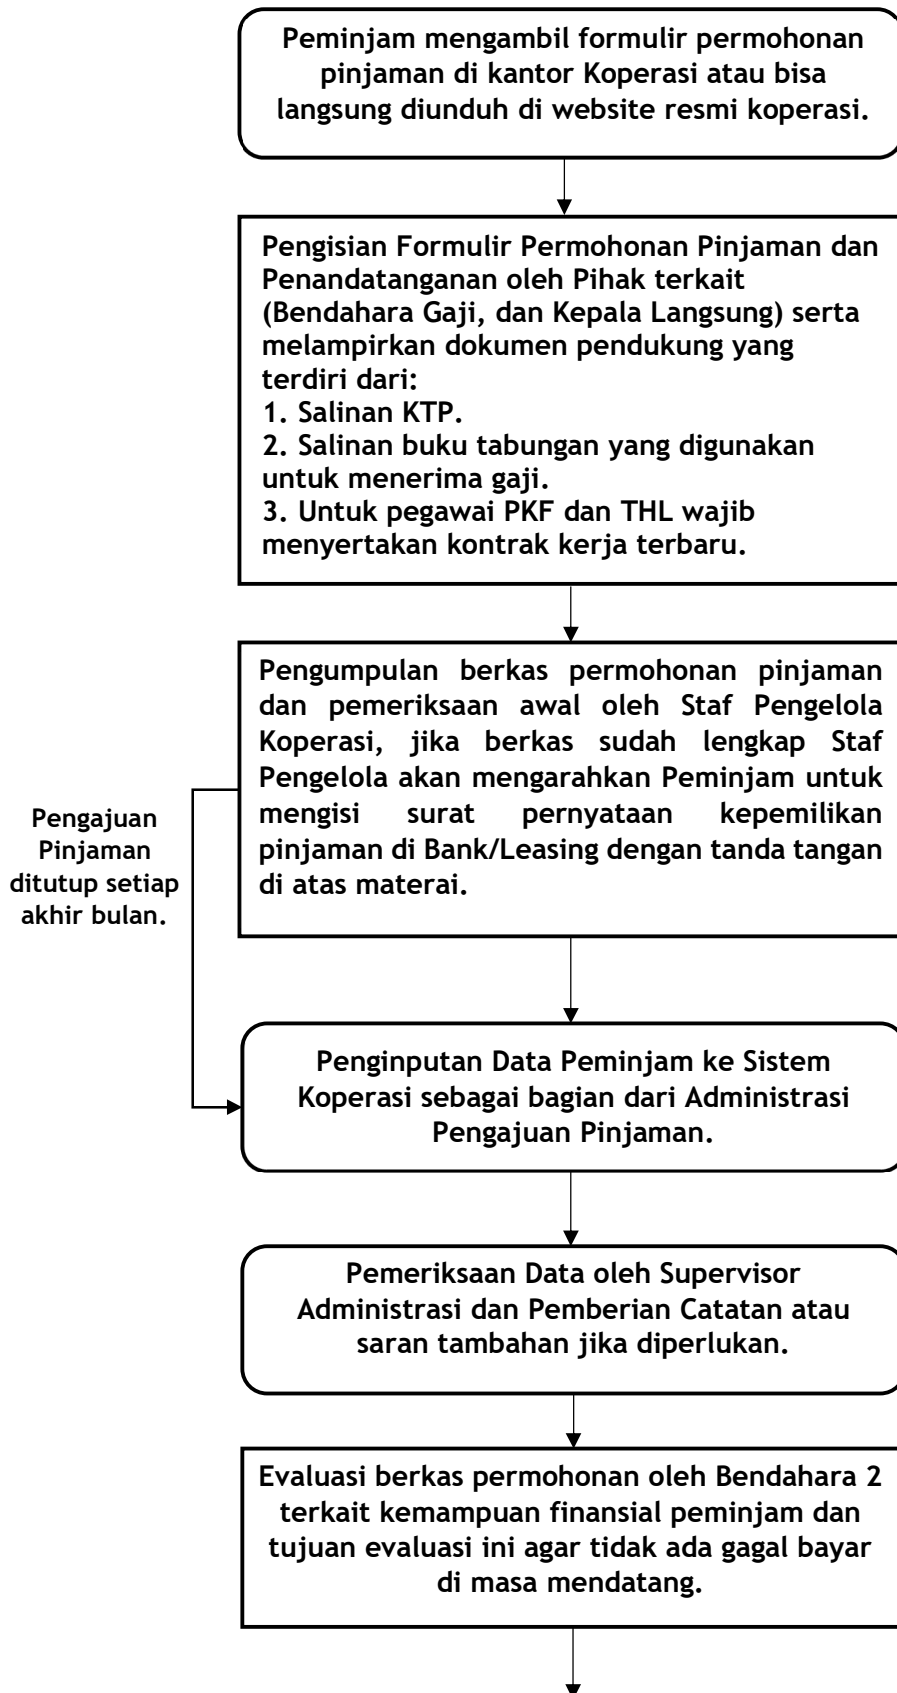 Peminjam mengambil formulir permohonan
pinjaman di kantor Koperasi atau bisa
langsung diunduh di website resmi koperasi.
Pengisian Formulir Permohonan Pinjaman dan
Penandatanganan oleh Pihak terkait
(Bendahara Gaji, dan Kepala Langsung) serta
melampirkan dokumen pendukung yang
terdiri dari:
1. Salinan KTP.
2. Salinan buku tabungan yang digunakan
untuk menerima gaji.
3. Untuk pegawai PKF dan THL wajib
menyertakan kontrak kerja terbaru.
Pengumpulan berkas permohonan pinjaman
dan pemeriksaan awal oleh Staf Pengelola
Koperasi, jika berkas sudah lengkap Staf
Pengelola akan mengarahkan Peminjam untuk
mengisi surat pernyataan kepemilikan
pinjaman di Bank/Leasing dengan tanda tangan
di atas materai.
Pengajuan
Pinjaman
ditutup setiap
akhir bulan.
Penginputan Data Peminjam ke Sistem
Koperasi sebagai bagian dari Administrasi
Pengajuan Pinjaman.
Pemeriksaan Data oleh Supervisor
Administrasi dan Pemberian Catatan atau
saran tambahan jika diperlukan.
Evaluasi berkas permohonan oleh Bendahara 2
terkait kemampuan finansial peminjam dan
tujuan evaluasi ini agar tidak ada gagal bayar
di masa mendatang.